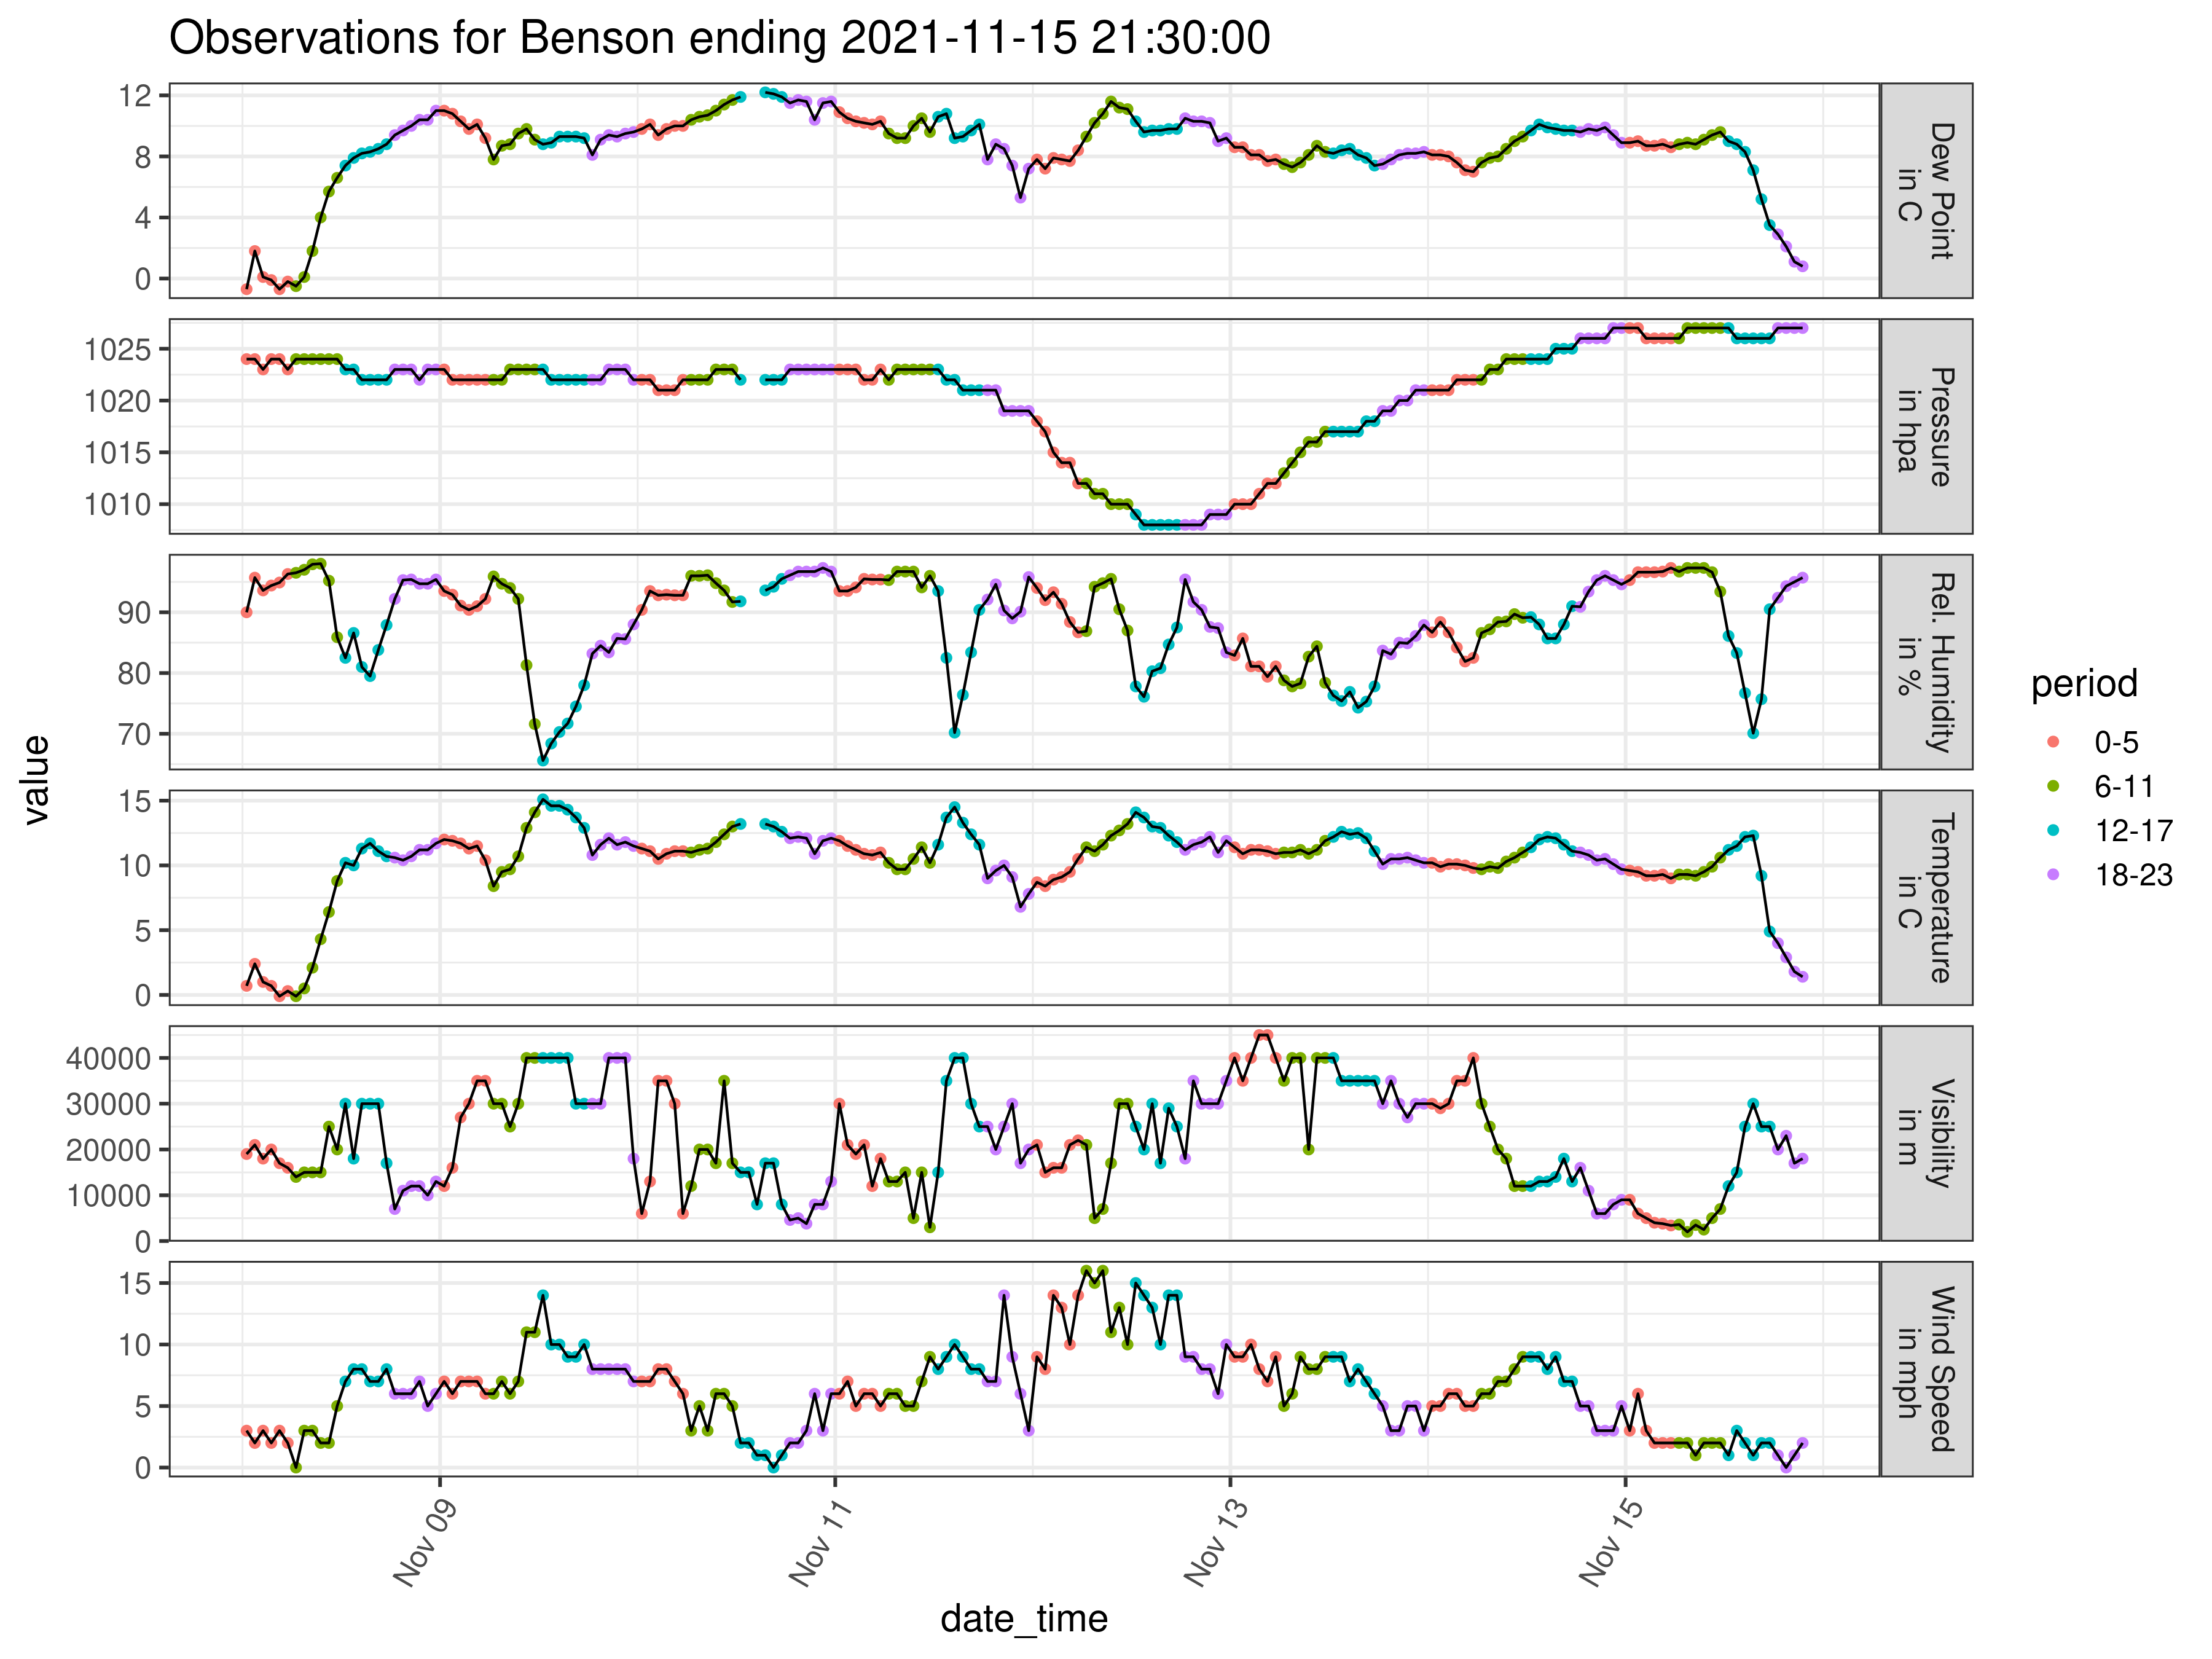 Observations for Benson ending 2021-11-15 21:30:00
12
8
4
0
Dew Point
in C
1025
1020
1015
1010
Pressure
in hpa
90
80
70
Rel. Humidity
in %
15
10
5
0
Temperature
in C
40000
30000
20000
10000
0
Visibility
in m
15
10
5
0
Wind Speed
in mph
value
Nov 09
Nov 11
Nov 13
Nov 15
date_time
period
0-5
6-11
12-17
18-23